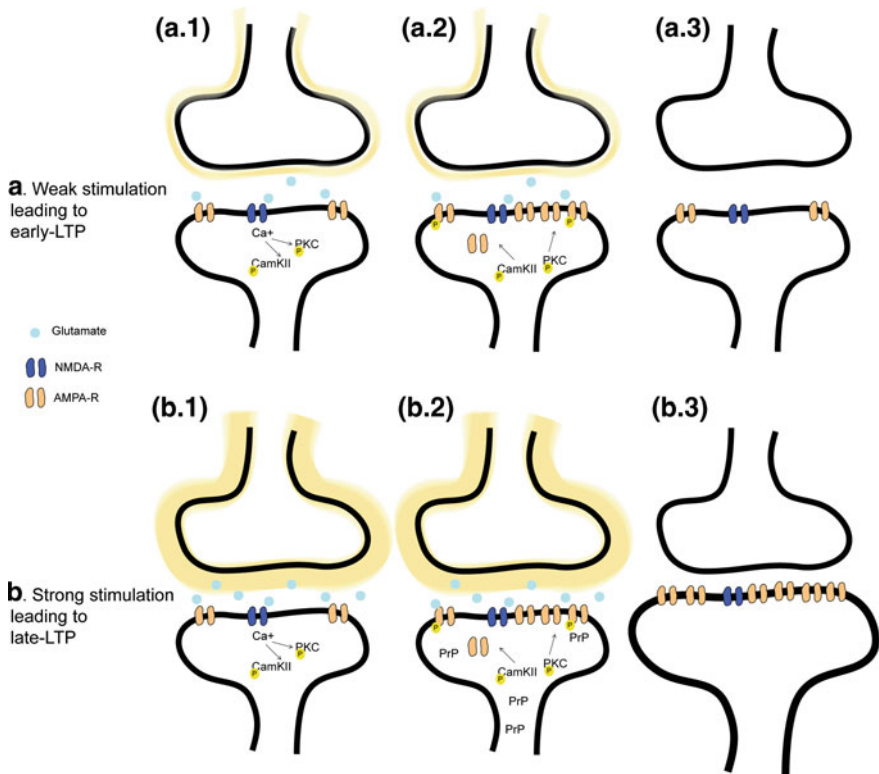 (a.1)
(a.2)
(a.3)
a. Weak stimulation
leading to
early-LTP
Ca+
PKC
P
CamKII
P
P
P
CamKII
P
PKC
P
Glutamate
NMDA-R
AMPA-R
(b.1)
(b.2)
(b.3)
b. Strong stimulation
leading to
late-LTP
Ca+
PKC
P
CamKII
P
P
P
PrP
PrP
CamKII
P
PKC
P
PrP
PrP